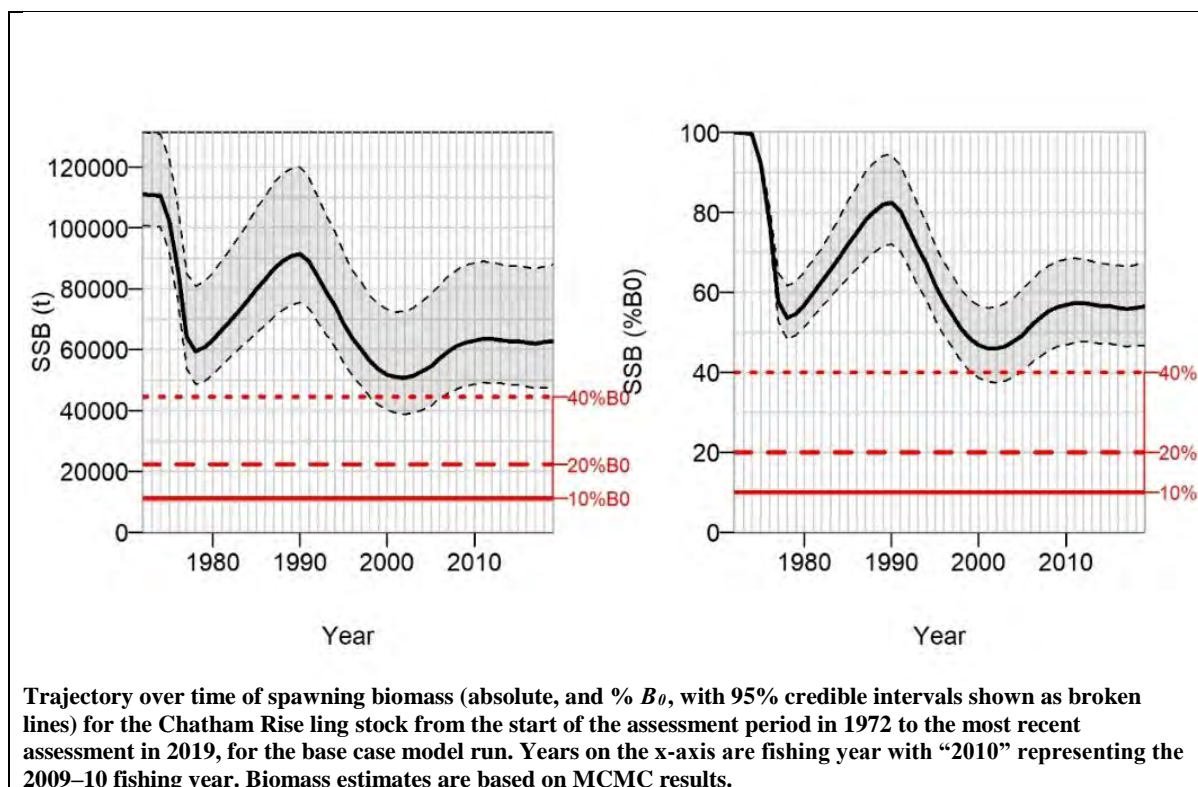 120000
100000
80000
60000
40000
20000
0
SSB (t)
40%B0
20%B0
10%B0
1980 1990 2000 2010
Year
100
80
60
40
20
0
SSB (%B0)
40%
20%
10%
1980 1990 2000 2010
Year
Trajectory over time of spawning biomass (absolute, and % B0, with 95% credible intervals shown as broken
lines) for the Chatham Rise ling stock from the start of the assessment period in 1972 to the most recent
assessment in 2019, for the base case model run. Years on the x-axis are fishing year with “2010” representing the
2009–10 fishing year. Biomass estimates are based on MCMC results.